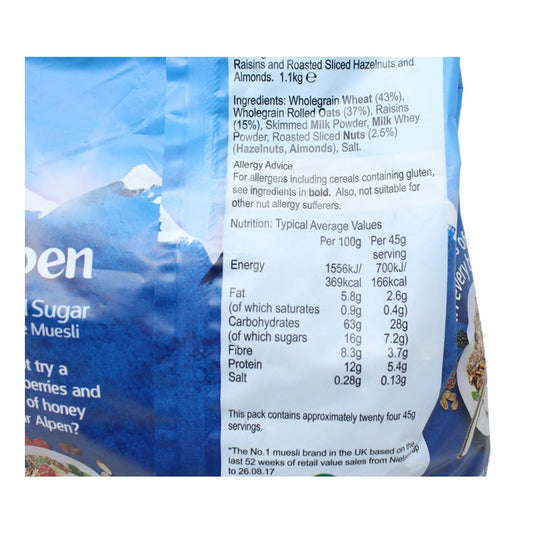 Raisins and Roasted Sliced Hazelnuts and
Almonds. 1.1kg ℮
Ingredients: Wholegrain Wheat (43%),
Wholegrain Rolled Oats (37%), Raisins
(15%), Skimmed Milk Powder, Milk Whey
Powder, Roasted Sliced Nuts (2.5%)
(Hazelnuts, Almonds), Salt.
Allergy Advice
For allergens including cereals containing gluten,
see ingredients in bold. Also, not suitable for
other nut allergy sufferers.
Nutrition: Typical Average Values
Per 100g Per 45g
serving
Energy 1556kJ/ 700kJ/
369kcal 166kcal
Fat 5.8g 2.6g
(of which saturates 0.9g 0.4g)
Carbohydrates 63g 28g
(of which sugars 16g 7.2g)
Fibre 8.3g 3.7g
Protein 12g 5.4g
Salt 0.28g 0.13g
This pack contains approximately twenty four 45g
servings.
*The No.1 muesli brand in the UK based on the
last 52 weeks of retail value sales from
to 26.08.17
pen
Sugar
Muesli
try a
berries and
of honey
Alpen?